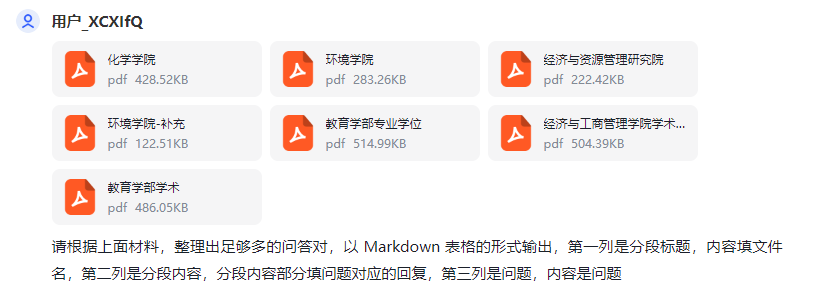 用户_XCXIfQ
化学学院
pdf 428.52KB
环境学院
pdf 283.26KB
经济与资源管理研究院
pdf 222.42KB
环境学院-补充
pdf 122.51KB
教育学部专业学位
pdf 514.99KB
经济与工商管理学院学术...
pdf 504.39KB
教育学部学术
pdf 486.05KB
请根据上面材料，整理出足够多的问答对，以 Markdown 表格的形式输出，第一列是分段标题，内容填文件
名，第二列是分段内容，分段内容部分填问题对应的回复，第三列是问题，内容是问题